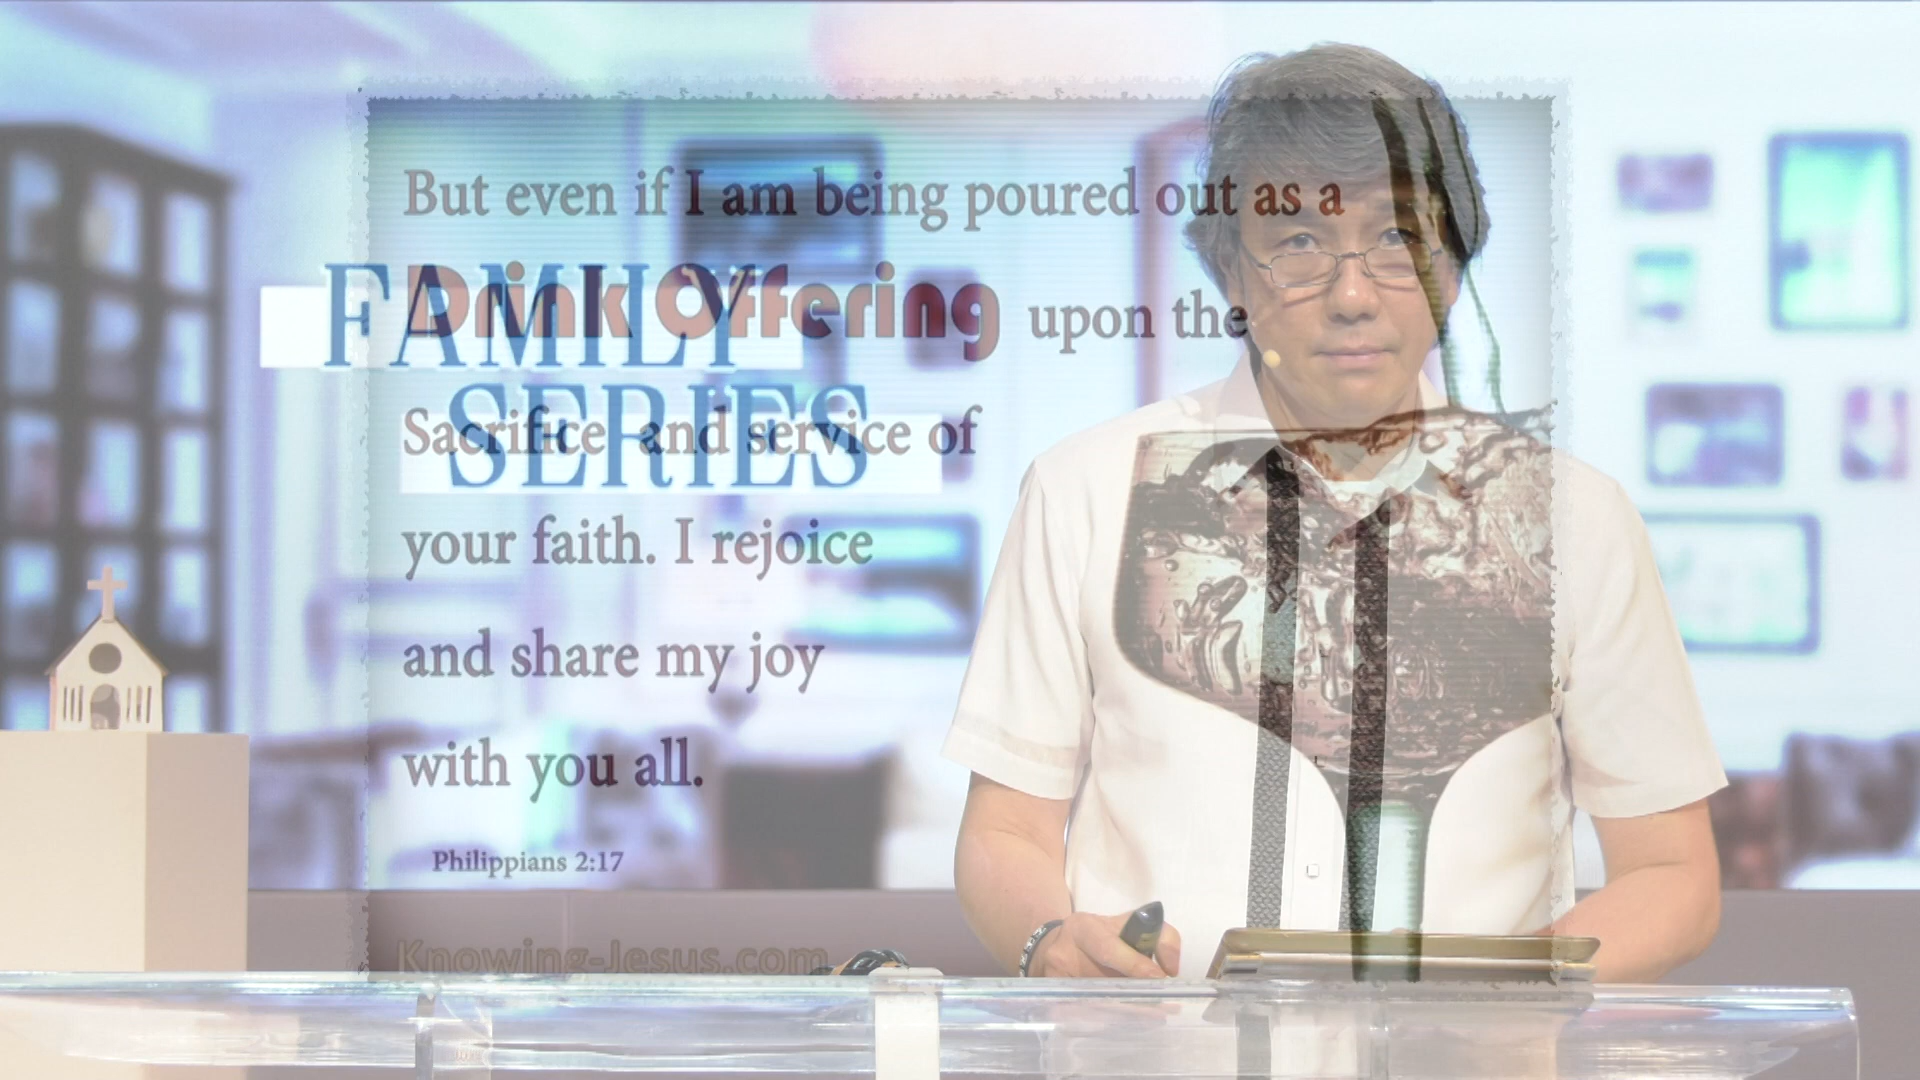 But even if I am being poured out as a
Drink Offering upon the
FAMILY
Sacrifice and service of
SERIES
your faith. I rejoice
and share my joy
with you all.
Philippians 2:17
Knowing-Jesus.com